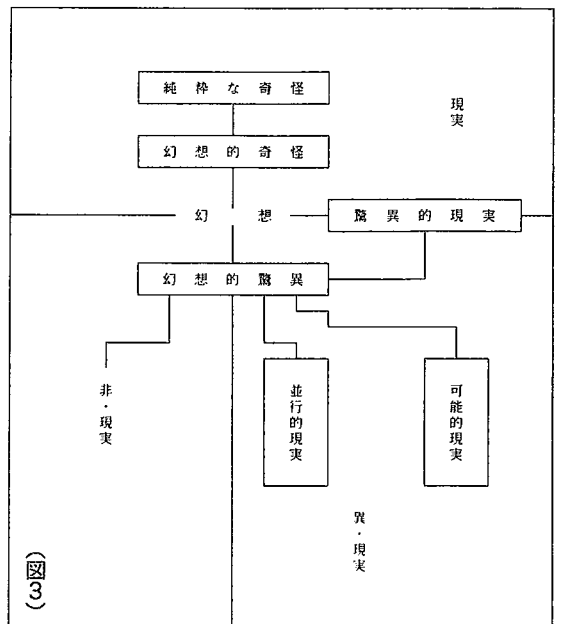 純粋な奇怪
現実
幻想的奇怪
幻想
驚異的現実
幻想的驚異
非・現実
並行的現実
可能的現実
異・現実
(図3)